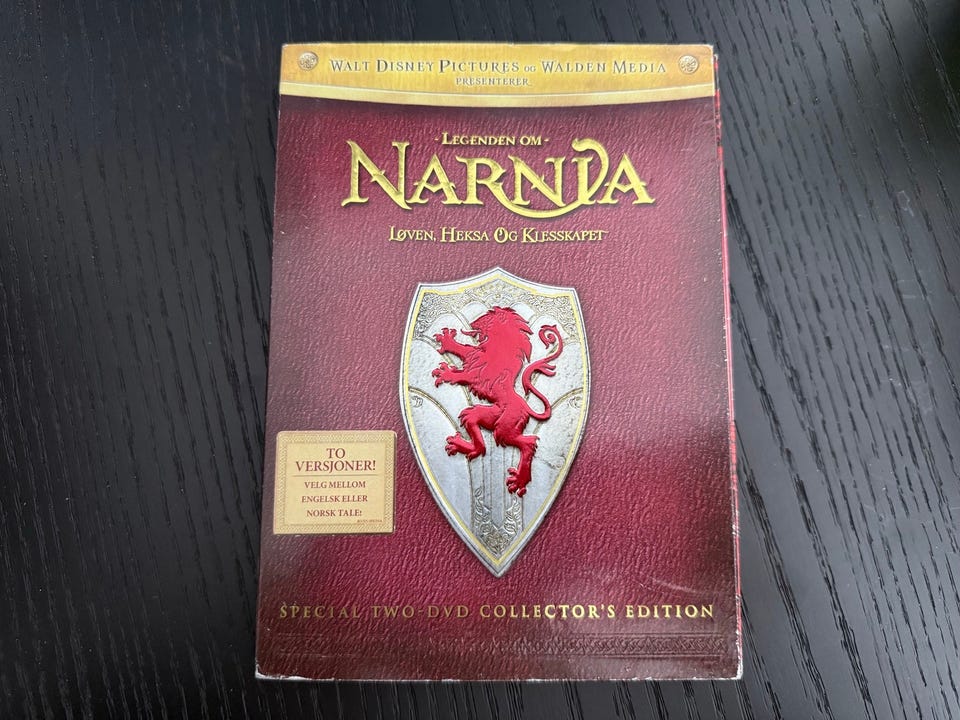 WALT DISNEY PICTURES OG WALDEN MEDIA
PRESENTERER
- LEGENDEN OM -
NARNIA
LØVEN, HEKSA OG KLESSKAPET
TO
VERSJONER!
VELG MELLOM
ENGELSK ELLER
NORSK TALE!
SPECIAL TWO-DVD COLLECTOR'S EDITION